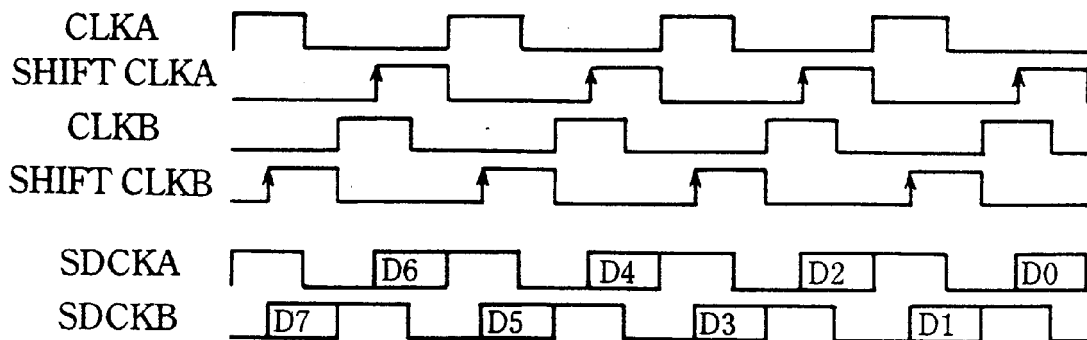 CLKA
SHIFT CLKA
CLKB
SHIFT CLKB
SDCKA D6 D4 D2 D0
SDCKB D7 D5 D3 D1